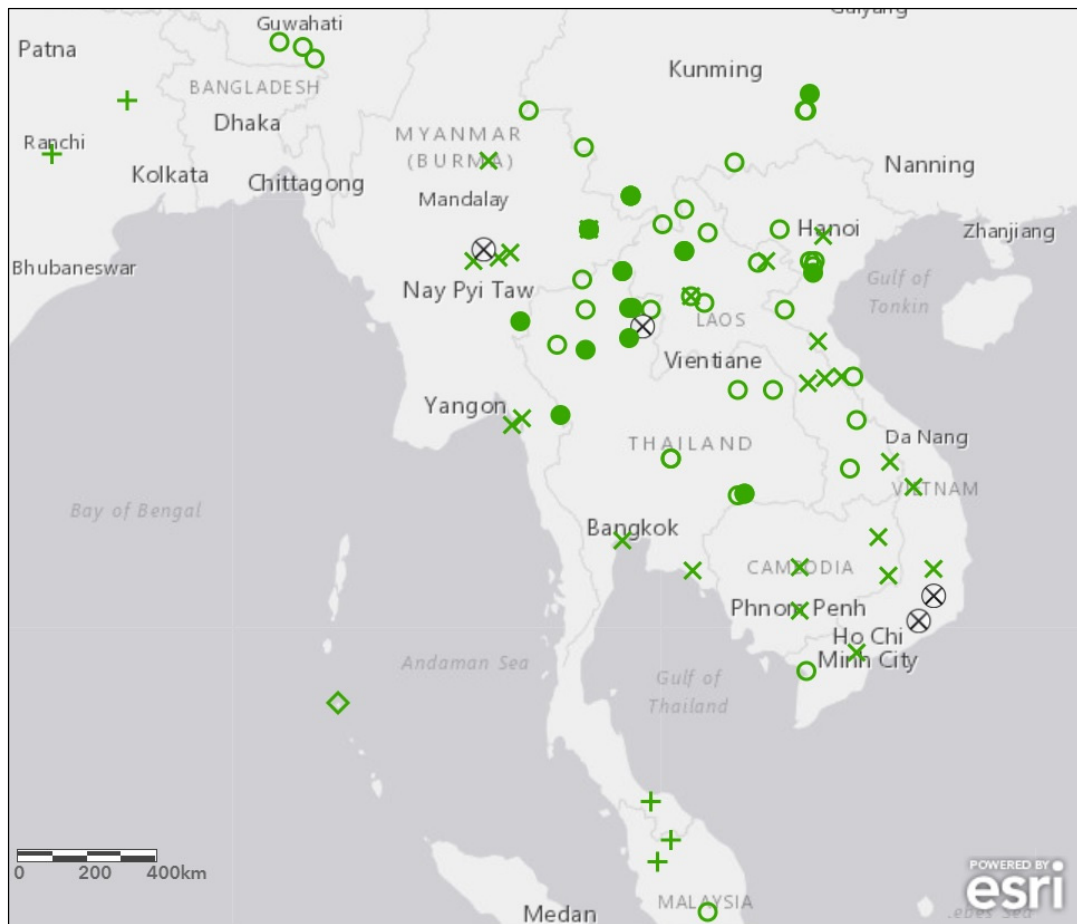 Guiyang
Guwahati
Patna
Kunming
BANGLADESH
Dhaka
MYANMAR
(BURMA)
Ranchi
Kolkata
Chittagong
Nanning
Mandalay
Hanoi
Zhanjiang
Bhubaneswar
Nay Pyi Taw
Gulf of
Tonkin
LAOS
Vientiane
Yangon
THAILAND
Da Nang
VIETNAM
Bay of Bengal
Bangkok
CAMBODIA
Phnom Penh
Ho Chi
Minh City
Andaman Sea
Gulf of
Thailand
0 200 400km
POWERED BY
esri
MALAYSIA
Medan